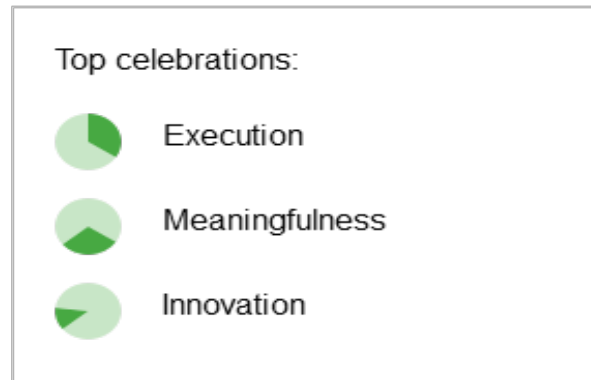 Top celebrations:
Execution
Meaningfulness
Innovation